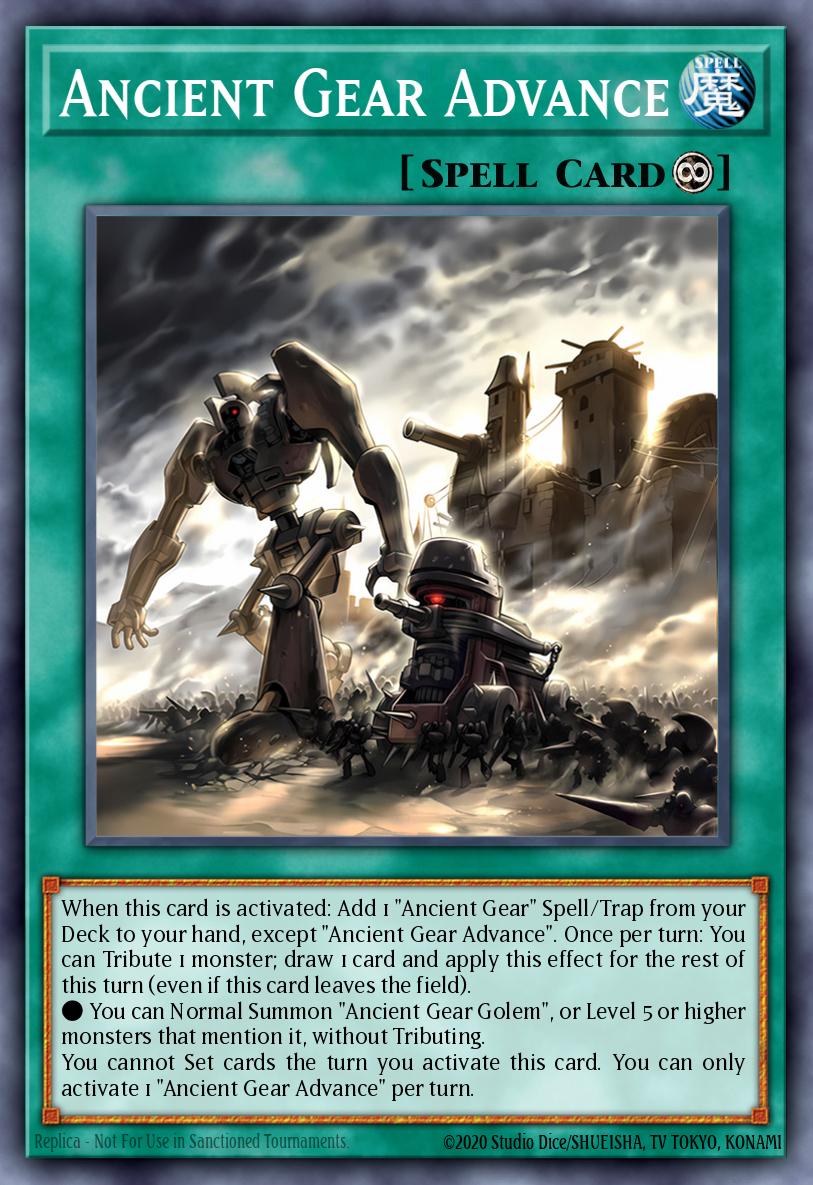 Ancient Gear Advance
SPELL
魔
[Spell Card]
When this card is activated: Add 1 "Ancient Gear" Spell/Trap from your
Deck to your hand, except "Ancient Gear Advance". Once per turn: You
can Tribute 1 monster; draw 1 card and apply this effect for the rest of
this turn (even if this card leaves the field).
● You can Normal Summon "Ancient Gear Golem", or Level 5 or higher
monsters that mention it, without Tributing.
You cannot Set cards the turn you activate this card. You can only
activate 1 "Ancient Gear Advance" per turn.
Replica - Not For Use in Sanctioned Tournaments.
©2020 Studio Dice/SHUEISHA, TV TOKYO, KONAMI